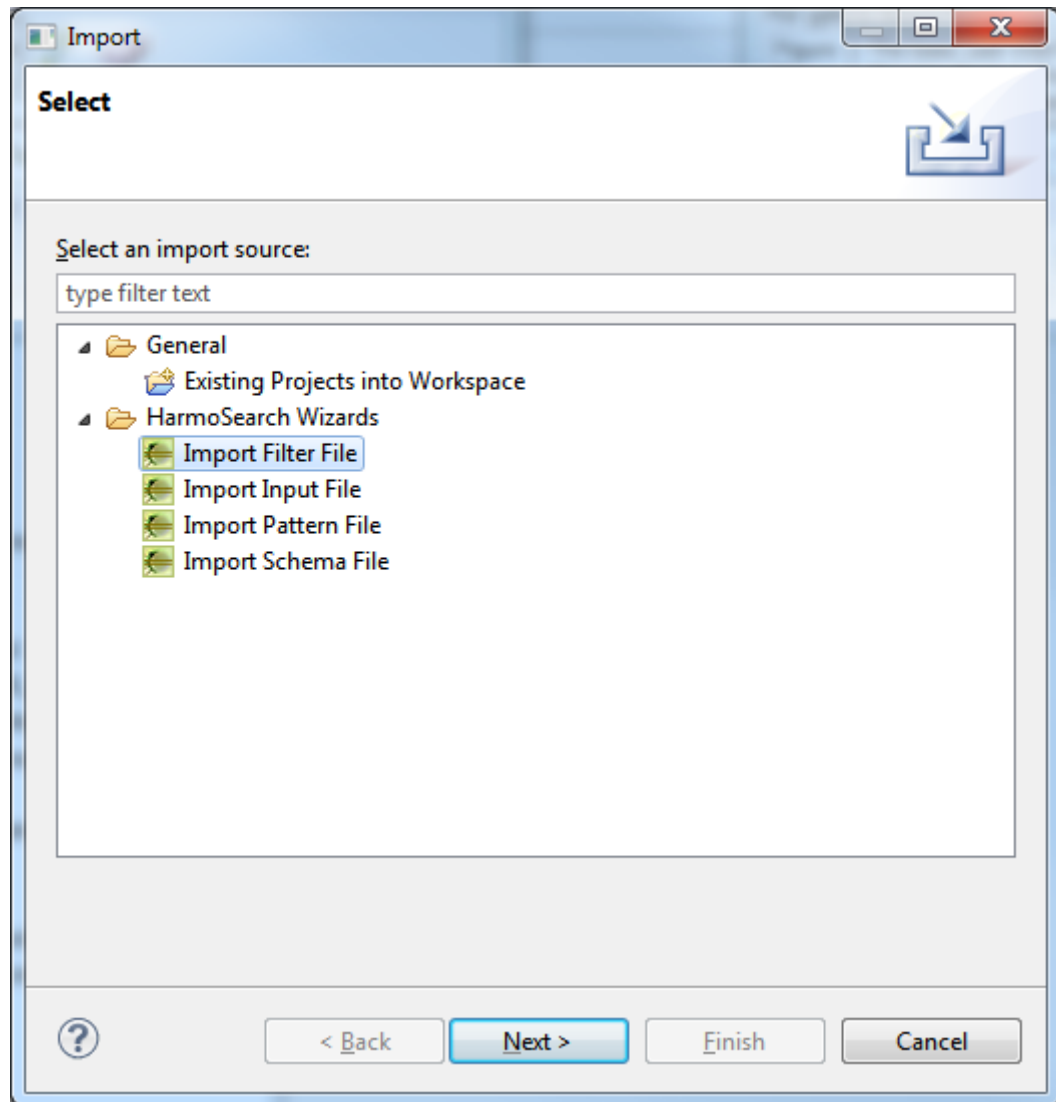 Import
Select
Select an import source:
type filter text
General
Existing Projects into Workspace
HarmoSearch Wizards
Import Filter File
Import Input File
Import Pattern File
Import Schema File
? < Back Next > Finish Cancel